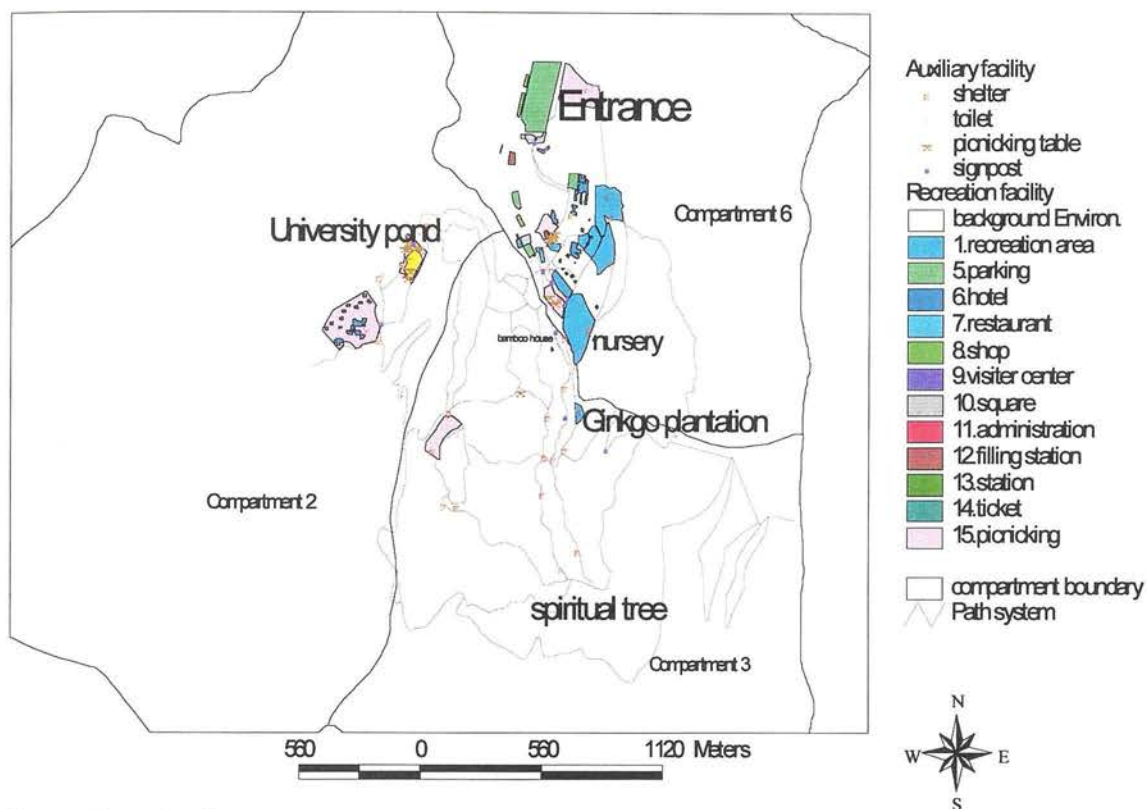 Entrance
Compartment 6
University pond
bamboo house
nursery
Ginkgo plantation
Compartment 2
spiritual tree
Compartment 3
560 0 560 1120 Meters
Auxiliary facility
shelter
toilet
picnicking table
signpost
Recreation facility
background Environ.
1.recreation area
5.parking
6.hotel
7.restaurant
8.shop
9.visiter center
10.square
11.administration
12.filling station
13.station
14.ticket
15.picnicking
compartment boundary
Path system
N
W E
S